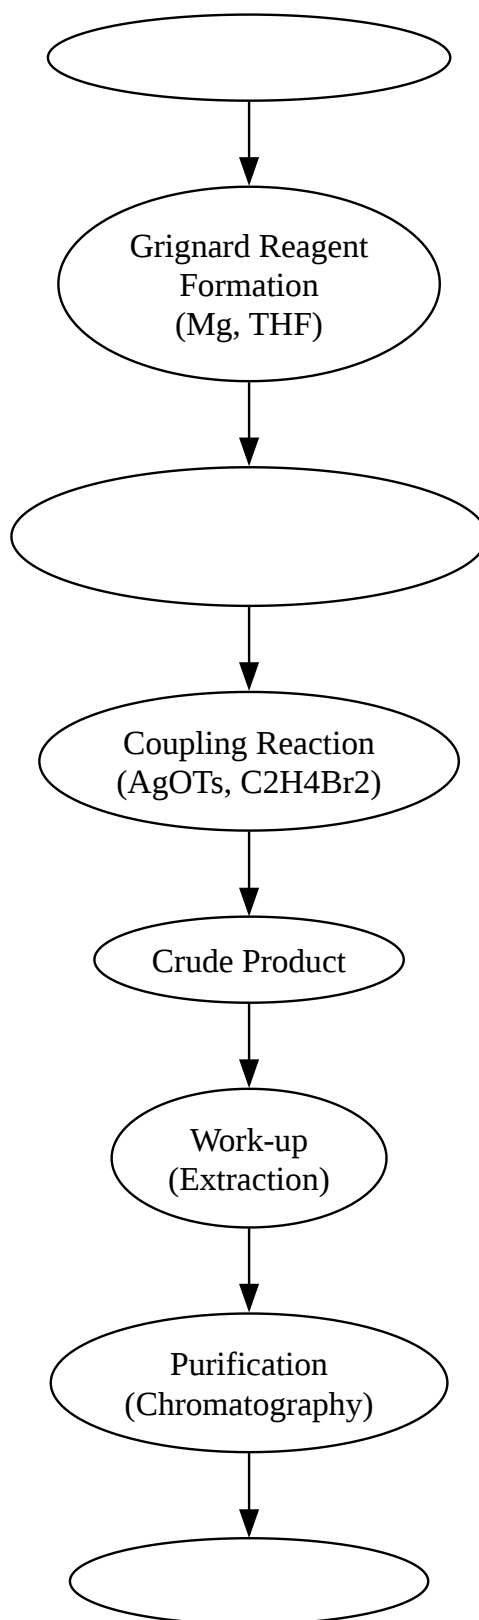 Grignard Reagent
Formation
(Mg, THF)
Coupling Reaction
(AgOTs, C2H4Br2)
Crude Product
Work-up
(Extraction)
Purification
(Chromatography)